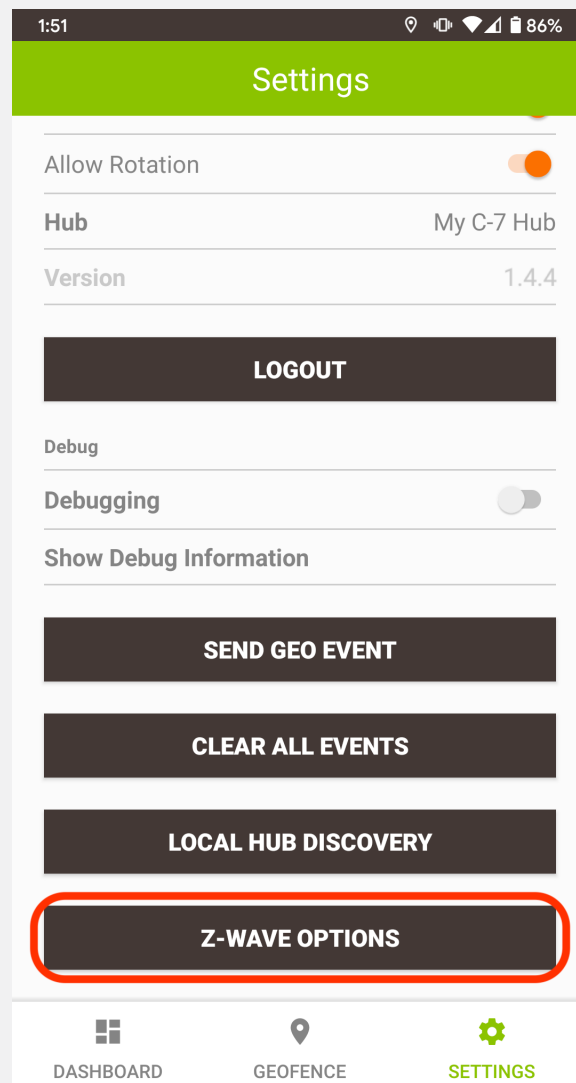 1:51 86%
Settings
Allow Rotation
Hub My C-7 Hub
Version 1.4.4
LOGOUT
Debug
Debugging
Show Debug Information
SEND GEO EVENT
CLEAR ALL EVENTS
LOCAL HUB DISCOVERY
Z-WAVE OPTIONS
DASHBOARD GEOFENCE SETTINGS